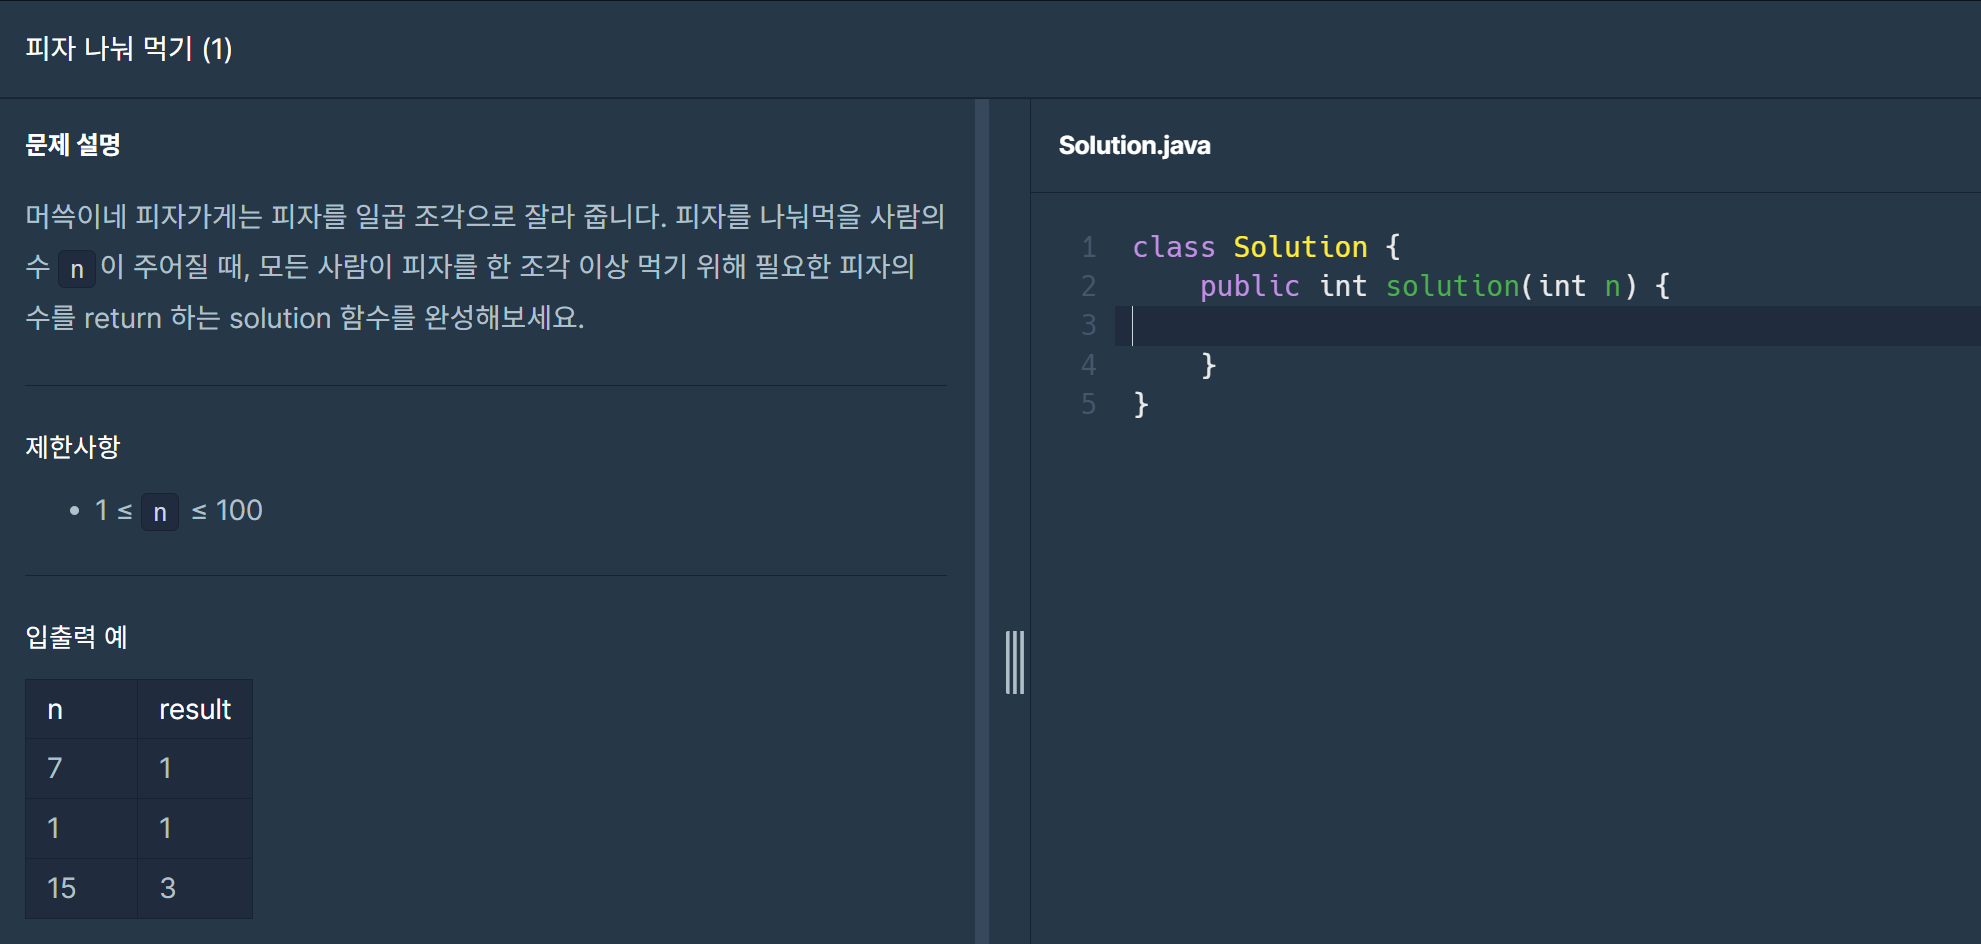 피자 나눠 먹기 (1)
문제 설명
머쓱이네 피자가게는 피자를 일곱 조각으로 잘라 줍니다. 피자를 나눠먹을 사람의
수 n 이 주어질 때, 모든 사람이 피자를 한 조각 이상 먹기 위해 필요한 피자의
수를 return 하는 solution 함수를 완성해보세요.
제한사항
• 1 ≤ n ≤ 100
입출력 예
n result
7 1
1 1
15 3
Solution.java
1 class Solution {
2     public int solution(int n) {
3
4     }
5 }